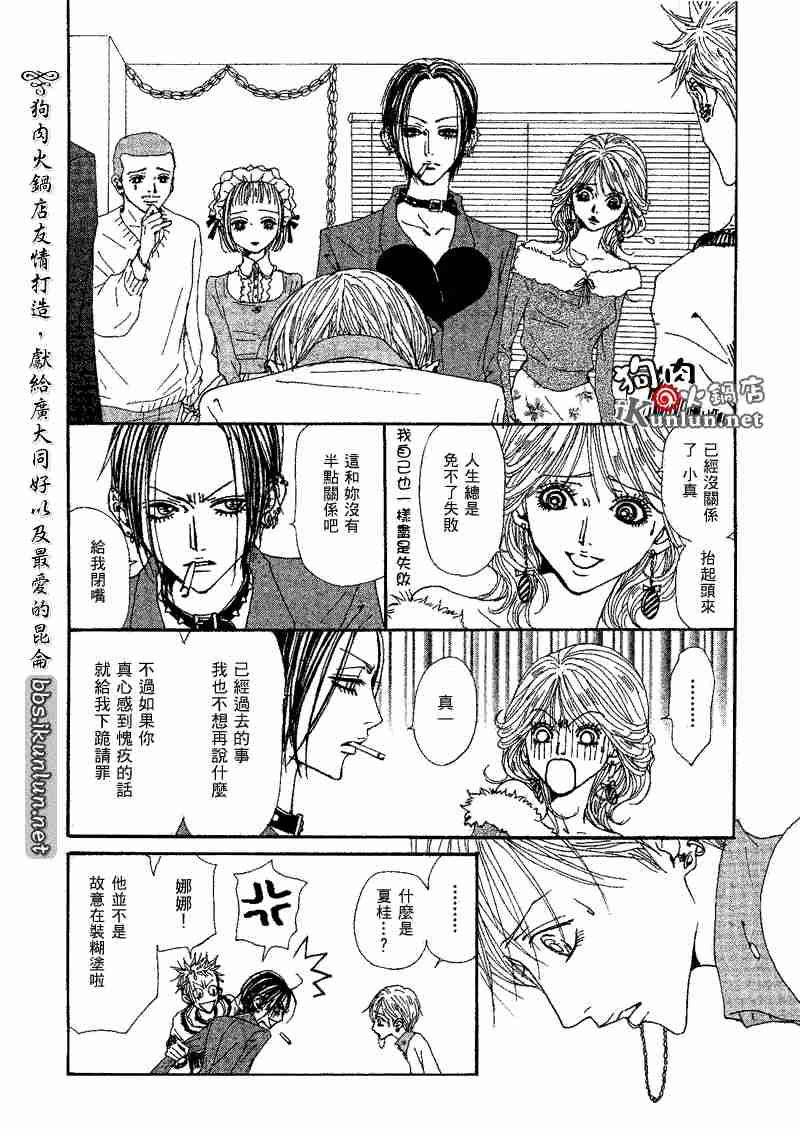 狗肉火鍋店友情打造，獻給廣大同好以及最愛的昆侖
bbs.jkunlun.net
狗肉火鍋店
jKunlun.net
已經沒關係
了 小真
抬起頭來
人生總是
免不了失敗
我自己也一樣盡是失敗
這和妳沒有
半點關係吧
給我閉嘴
………
真一
已經過去的事
我也不想再說什麼
不過如果你
真心感到愧疚的話
就給我下跪請罪
………
什麼是
夏桂…?
娜娜!
他並不是
故意在裝糊塗啦